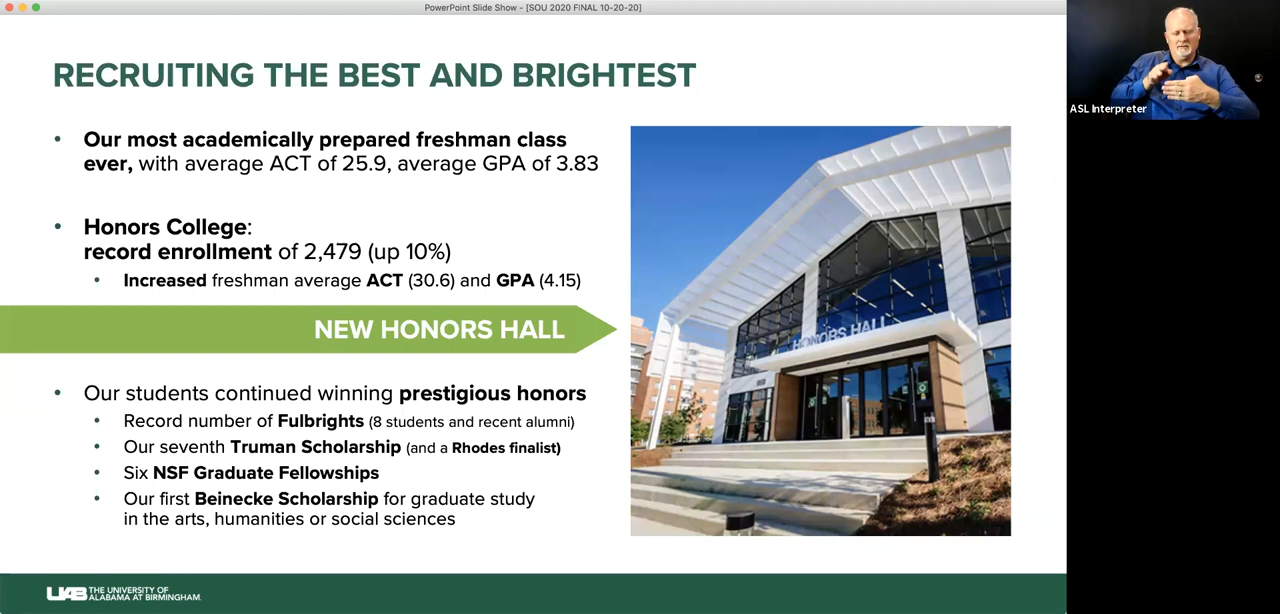 PowerPoint Slide Show - [SOU 2020 FINAL 10-20-20]
RECRUITING THE BEST AND BRIGHTEST
• Our most academically prepared freshman class
ever, with average ACT of 25.9, average GPA of 3.83
• Honors College:
record enrollment of 2,479 (up 10%)
• Increased freshman average ACT (30.6) and GPA (4.15)
NEW HONORS HALL
• Our students continued winning prestigious honors
• Record number of Fulbrights (8 students and recent alumni)
• Our seventh Truman Scholarship (and a Rhodes finalist)
• Six NSF Graduate Fellowships
• Our first Beinecke Scholarship for graduate study
in the arts, humanities or social sciences
HONORS HALL
UAB THE UNIVERSITY OF
ALABAMA AT BIRMINGHAM.
ASL Interpreter